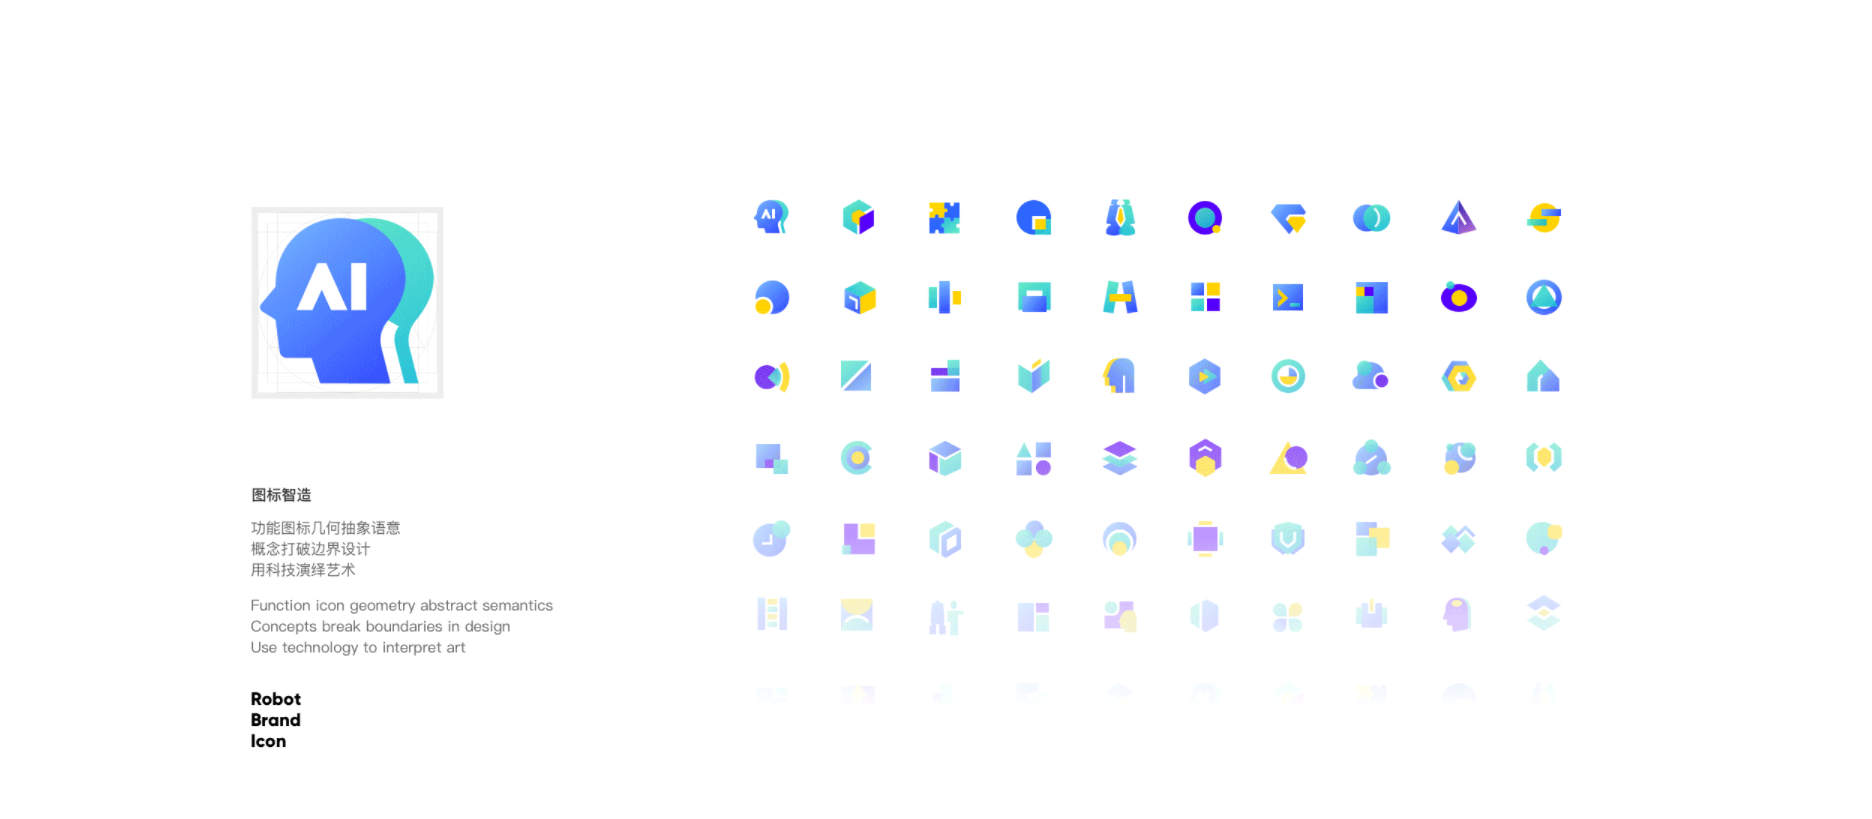 AI
图标智造
功能图标几何抽象语意
概念打破边界设计
用科技演绎艺术
Function icon geometry abstract semantics
Concepts break boundaries in design
Use technology to interpret art
Robot
Brand
Icon
AI